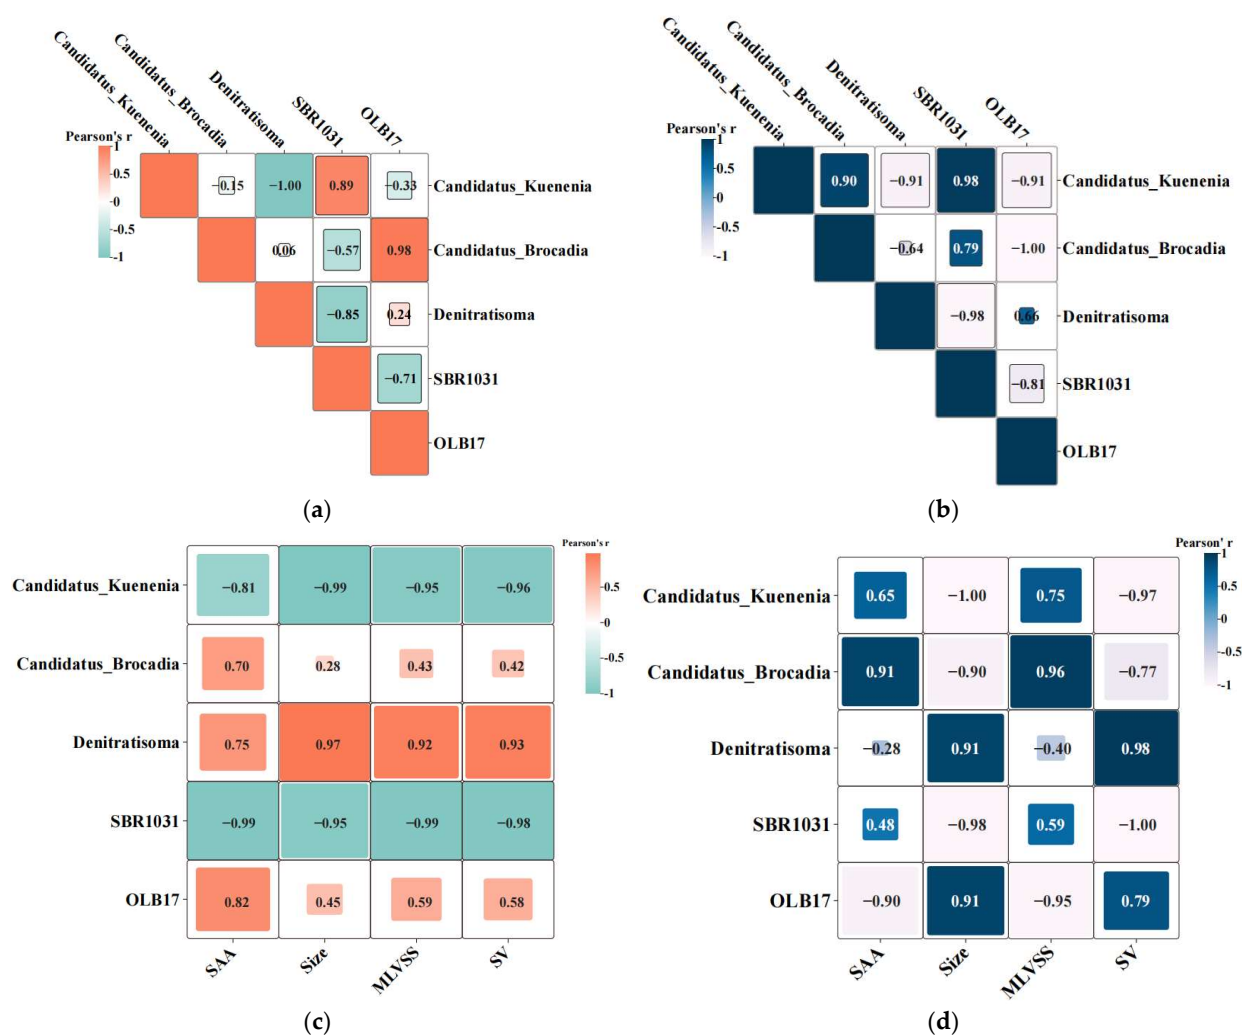 Candidatus_Kuenenia
Candidatus_Brocadia
Denitratisoma
SBR1031
OLB17
Pearson's r
1
0.5
0
-0.5
-1
−0.15 −1.00 0.89 −0.33 Candidatus_Kuenenia
0.06 −0.57 0.98 Candidatus_Brocadia
−0.85 0.24 Denitratisoma
−0.71 SBR1031
OLB17
(a)
Candidatus_Kuenenia
Candidatus_Brocadia
Denitratisoma
SBR1031
OLB17
Pearson's r
1
0.5
0
-0.5
-1
0.90 −0.91 0.98 −0.91 Candidatus_Kuenenia
−0.64 0.79 −1.00 Candidatus_Brocadia
−0.98 0.66 Denitratisoma
−0.81 SBR1031
OLB17
(b)
Pearson's r
0.5
0
-0.5
-1
Candidatus_Kuenenia −0.81 −0.99 −0.95 −0.96
Candidatus_Brocadia 0.70 0.28 0.43 0.42
Denitratisoma 0.75 0.97 0.92 0.93
SBR1031 −0.99 −0.95 −0.99 −0.98
OLB17 0.82 0.45 0.59 0.58
SAA Size MLVSS SV
(c)
Pearson' r
1
0.5
0
-0.5
-1
Candidatus_Kuenenia 0.65 −1.00 0.75 −0.97
Candidatus_Brocadia 0.91 −0.90 0.96 −0.77
Denitratisoma −0.28 0.91 −0.40 0.98
SBR1031 0.48 −0.98 0.59 −1.00
OLB17 −0.90 0.91 −0.95 0.79
SAA Size MLVSS SV
(d)